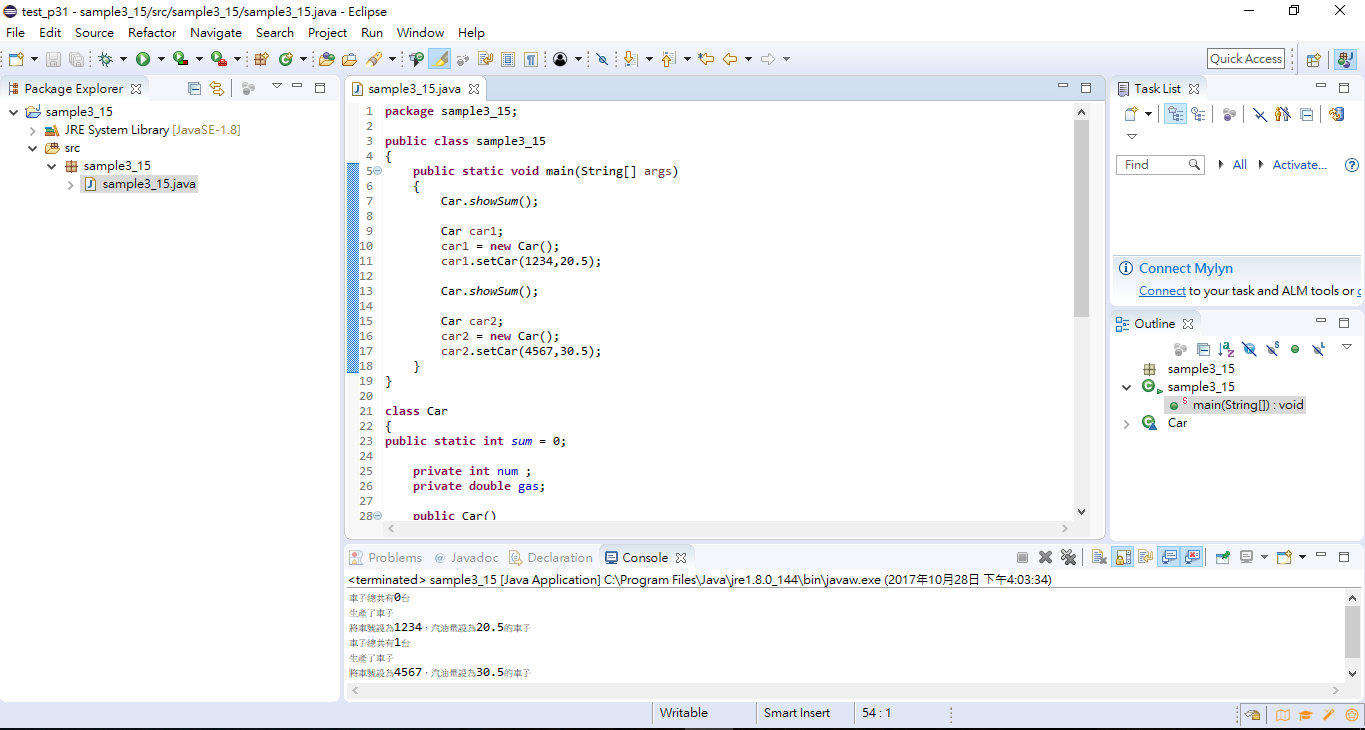 test_p31 - sample3_15/src/sample3_15/sample3_15.java - Eclipse
File Edit Source Refactor Navigate Search Project Run Window Help
Quick Access
Package Explorer
sample3_15
JRE System Library [JavaSE-1.8]
src
sample3_15
sample3_15.java
sample3_15.java
1 package sample3_15;
2
3 public class sample3_15
4 {
5 public static void main(String[] args)
6 {
7 Car.showSum();
8
9 Car car1;
10 car1 = new Car();
11 car1.setCar(1234,20.5);
12
13 Car.showSum();
14
15 Car car2;
16 car2 = new Car();
17 car2.setCar(4567,30.5);
18 }
19 }
20
21 class Car
22 {
23 public static int sum = 0;
24
25 private int num ;
26 private double gas;
27
28 public Car()
Task List
Find All Activate...
Connect Mylyn
Connect to your task and ALM tools or c
Outline
sample3_15
sample3_15
main(String[]) : void
Car
Problems @ Javadoc Declaration Console
<terminated> sample3_15 [Java Application] C:\Program Files\Java\jre1.8.0_144\bin\javaw.exe (2017年10月28日 下午4:03:34)
車子總共有0台
生產了車子
將車號設為1234，汽油量設為20.5的車子
車子總共有1台
生產了車子
將車號設為4567，汽油量設為30.5的車子
Writable Smart Insert 54 : 1